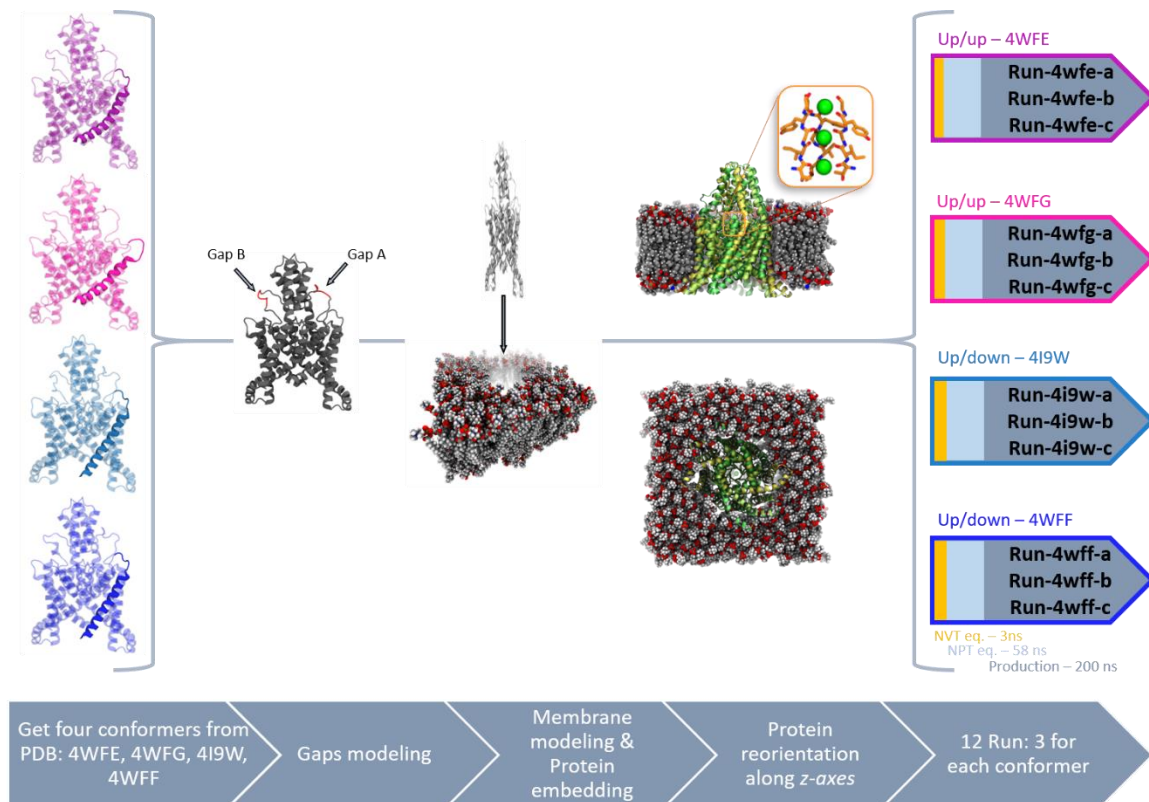 Gap B
Gap A
Up/up – 4WFE
Run-4wfe-a
Run-4wfe-b
Run-4wfe-c
Up/up – 4WFG
Run-4wfg-a
Run-4wfg-b
Run-4wfg-c
Up/down – 4I9W
Run-4i9w-a
Run-4i9w-b
Run-4i9w-c
Up/down – 4WFF
Run-4wff-a
Run-4wff-b
Run-4wff-c
NVT eq. – 3ns
NPT eq. – 58 ns
Production – 200 ns
Get four conformers from
PDB: 4WFE, 4WFG, 4I9W,
4WFF
Gaps modeling
Membrane
modeling &
Protein
embedding
Protein
reorientation
along z-axes
12 Run: 3 for
each conformer